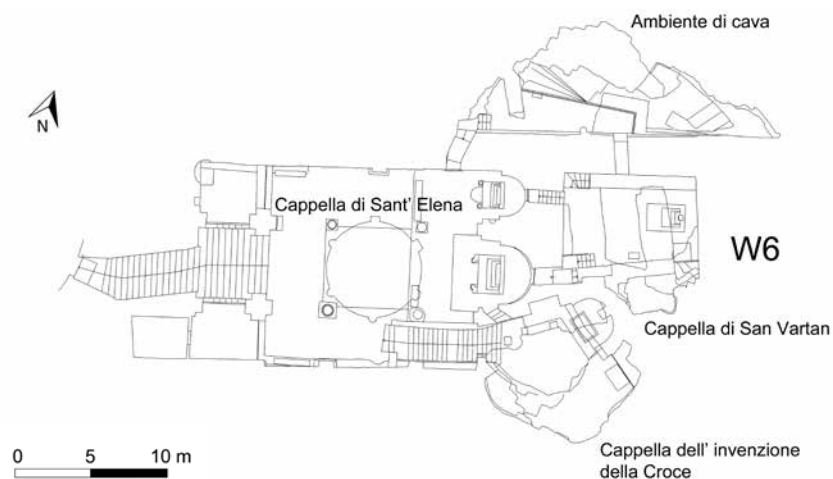 Ambiente di cava
N
Cappella di Sant' Elena
W6
Cappella di San Vartan
0 5 10 m
Cappella dell' invenzione
della Croce